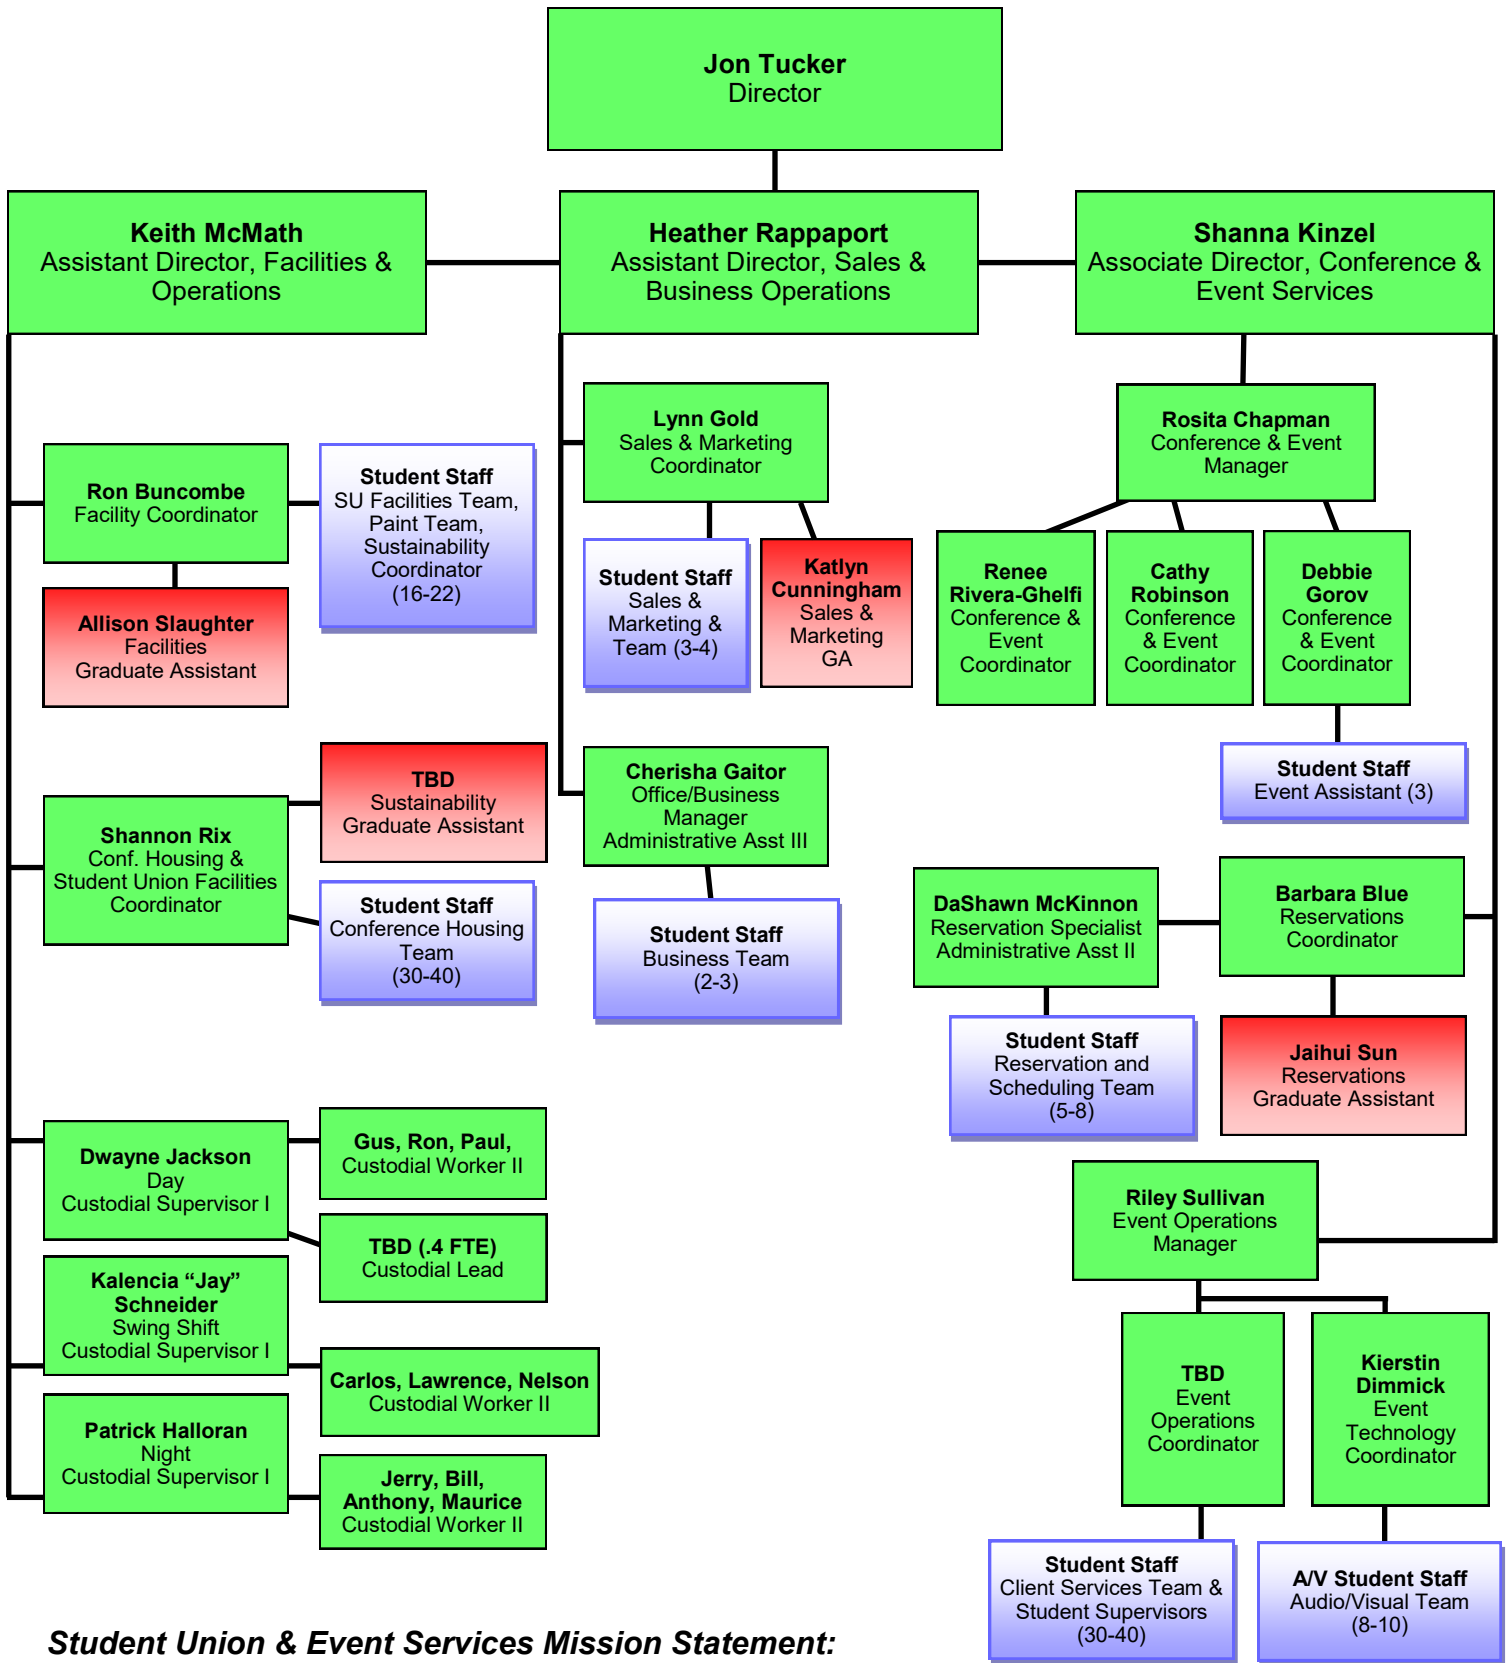 Jon Tucker
Director
Keith McMath
Assistant Director, Facilities &
Operations
Heather Rappaport
Assistant Director, Sales &
Business Operations
Shanna Kinzel
Associate Director, Conference &
Event Services
Ron Buncombe
Facility Coordinator
Student Staff
SU Facilities Team,
Paint Team,
Sustainability
Coordinator
(16-22)
Allison Slaughter
Facilities
Graduate Assistant
Shannon Rix
Conf. Housing &
Student Union Facilities
Coordinator
TBD
Sustainability
Graduate Assistant
Student Staff
Conference Housing
Team
(30-40)
Dwayne Jackson
Day
Custodial Supervisor I
Gus, Ron, Paul,
Custodial Worker II
TBD (.4 FTE)
Custodial Lead
Kalencia “Jay”
Schneider
Swing Shift
Custodial Supervisor I
Carlos, Lawrence, Nelson
Custodial Worker II
Patrick Halloran
Night
Custodial Supervisor I
Jerry, Bill,
Anthony, Maurice
Custodial Worker II
Lynn Gold
Sales & Marketing
Coordinator
Student Staff
Sales &
Marketing &
Team (3-4)
Katlyn
Cunningham
Sales &
Marketing
GA
Cherisha Gaitor
Office/Business
Manager
Administrative Asst III
Student Staff
Business Team
(2-3)
Rosita Chapman
Conference & Event
Manager
Renee
Rivera-Ghelfi
Conference &
Event
Coordinator
Cathy
Robinson
Conference
& Event
Coordinator
Debbie
Gorov
Conference
& Event
Coordinator
Student Staff
Event Assistant (3)
DaShawn McKinnon
Reservation Specialist
Administrative Asst II
Barbara Blue
Reservations
Coordinator
Student Staff
Reservation and
Scheduling Team
(5-8)
Jaihui Sun
Reservations
Graduate Assistant
Riley Sullivan
Event Operations
Manager
TBD
Event
Operations
Coordinator
Kierstin
Dimmick
Event
Technology
Coordinator
Student Staff
Client Services Team &
Student Supervisors
(30-40)
A/V Student Staff
Audio/Visual Team
(8-10)
Student Union & Event Services Mission Statement: